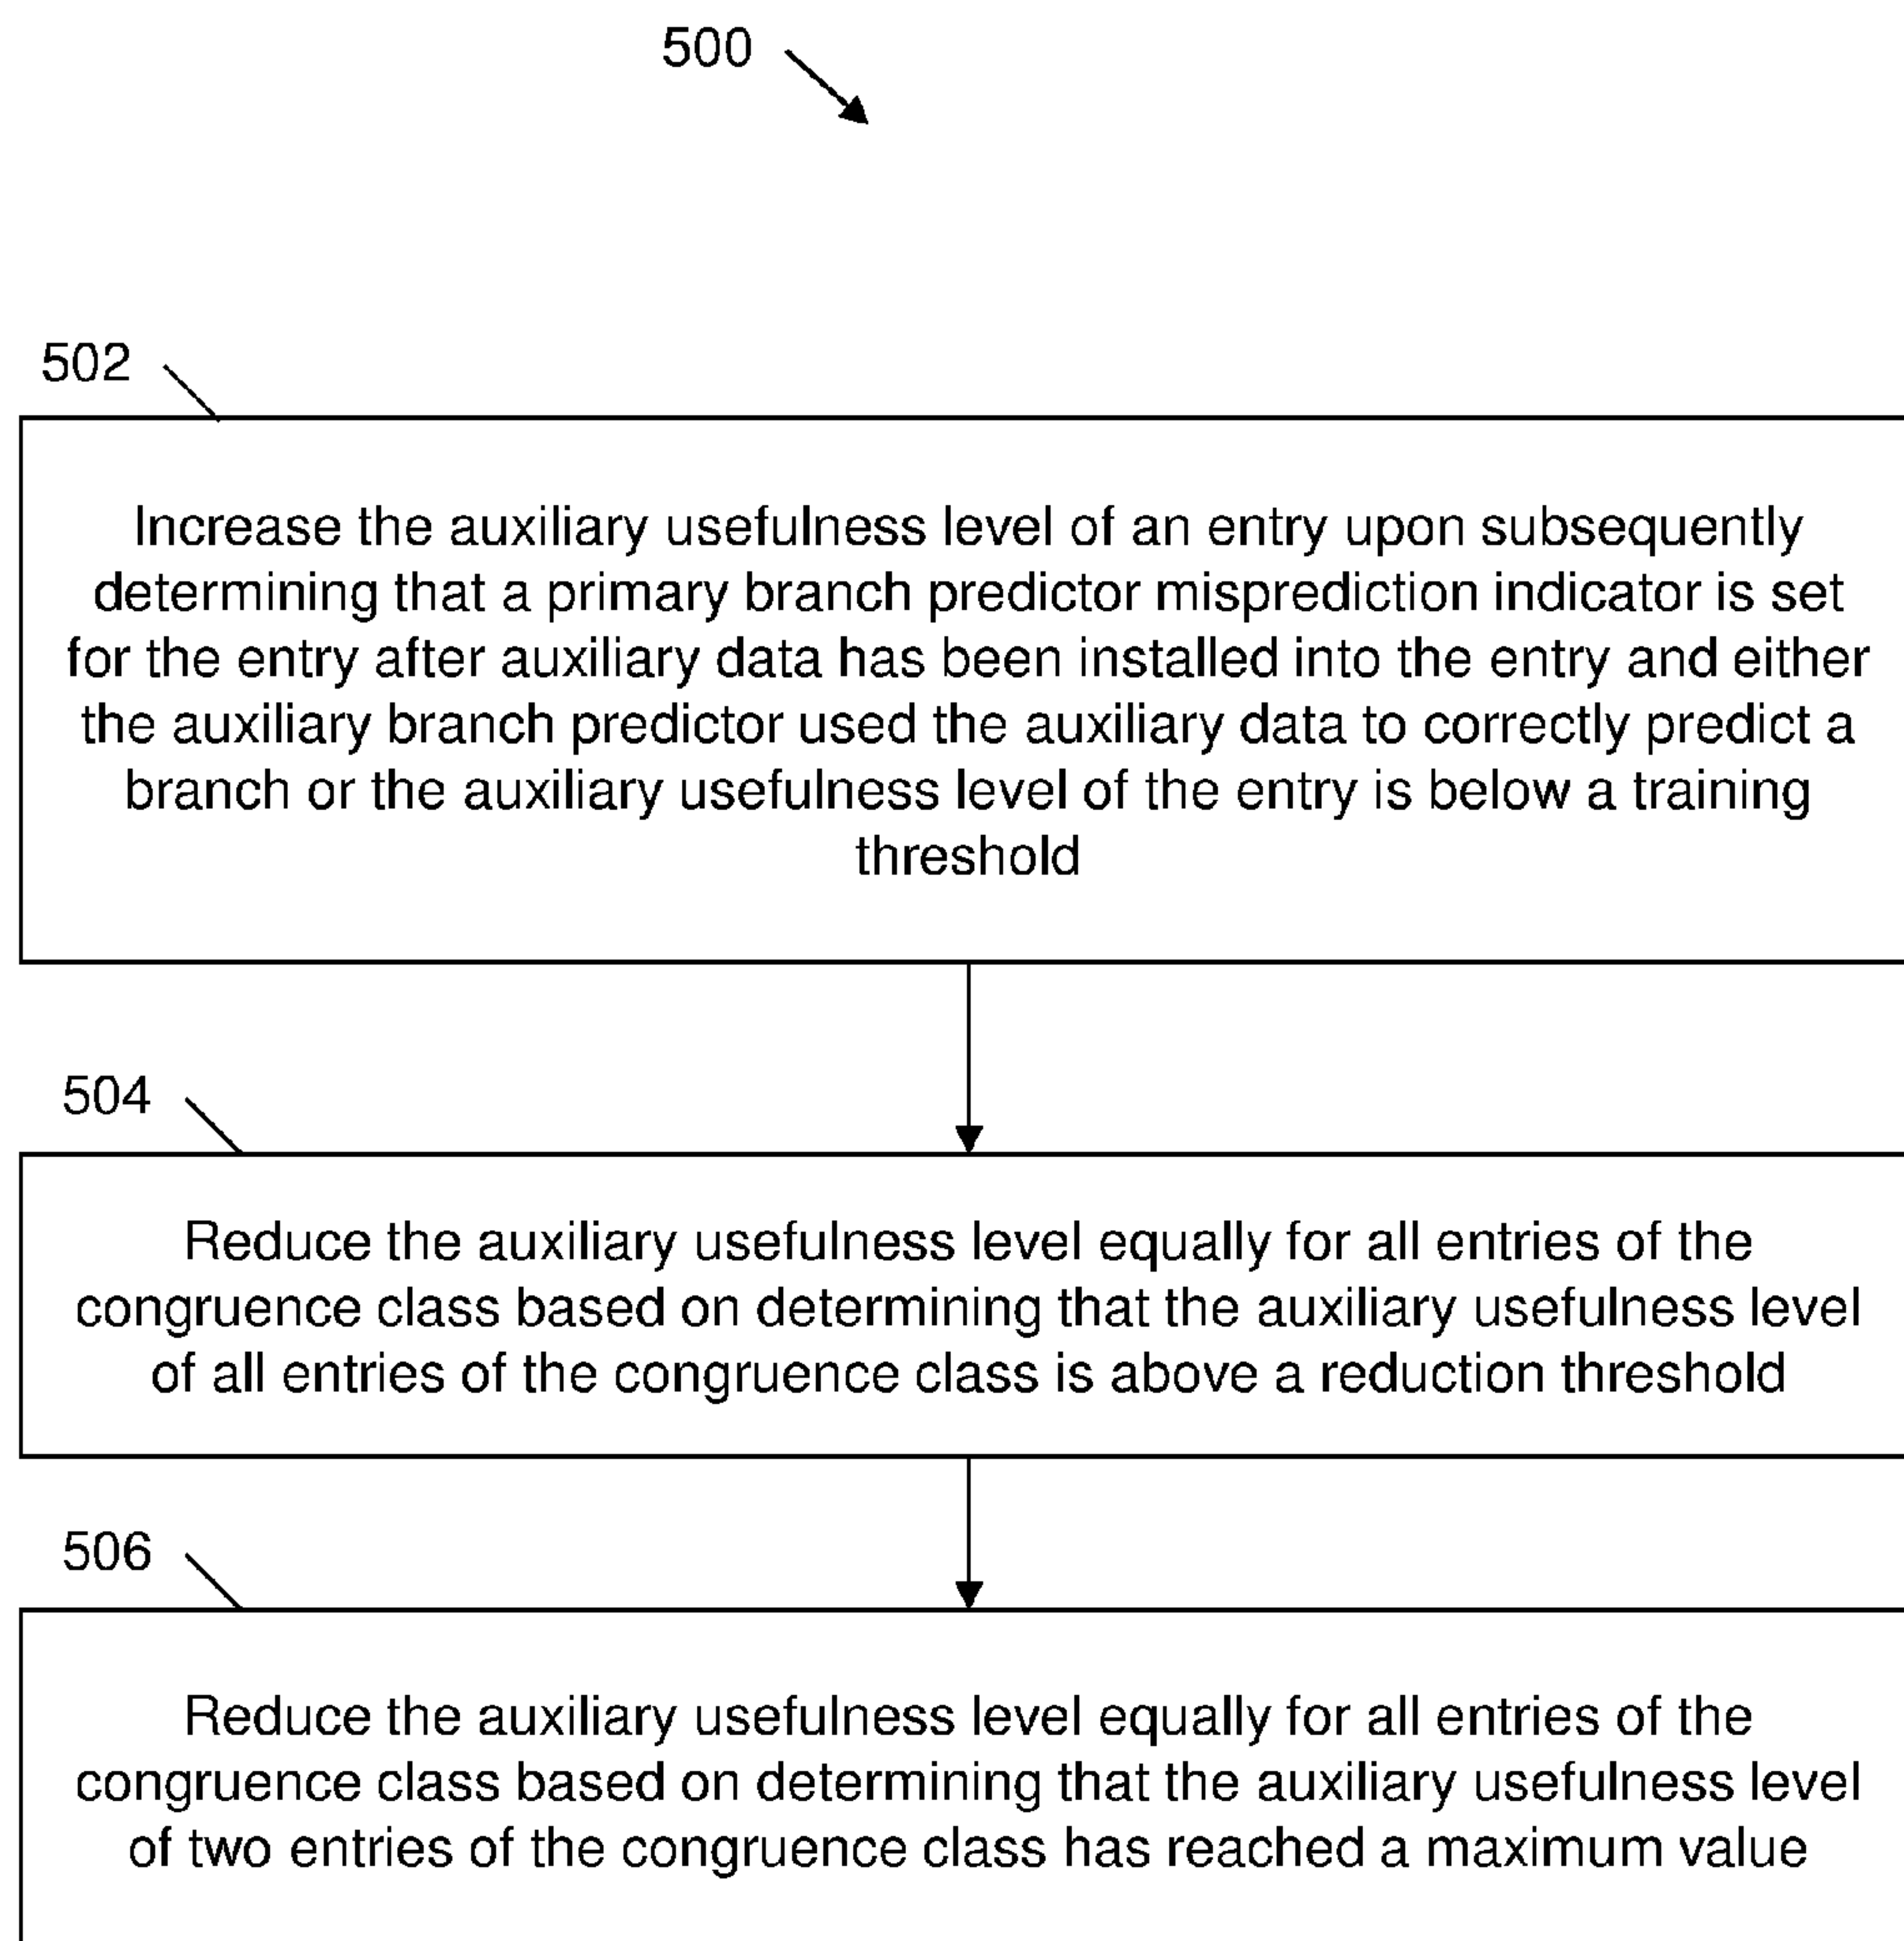 500
502
Increase the auxiliary usefulness level of an entry upon subsequently
determining that a primary branch predictor misprediction indicator is set
for the entry after auxiliary data has been installed into the entry and either
the auxiliary branch predictor used the auxiliary data to correctly predict a
branch or the auxiliary usefulness level of the entry is below a training
threshold
504
Reduce the auxiliary usefulness level equally for all entries of the
congruence class based on determining that the auxiliary usefulness level
of all entries of the congruence class is above a reduction threshold
506
Reduce the auxiliary usefulness level equally for all entries of the
congruence class based on determining that the auxiliary usefulness level
of two entries of the congruence class has reached a maximum value